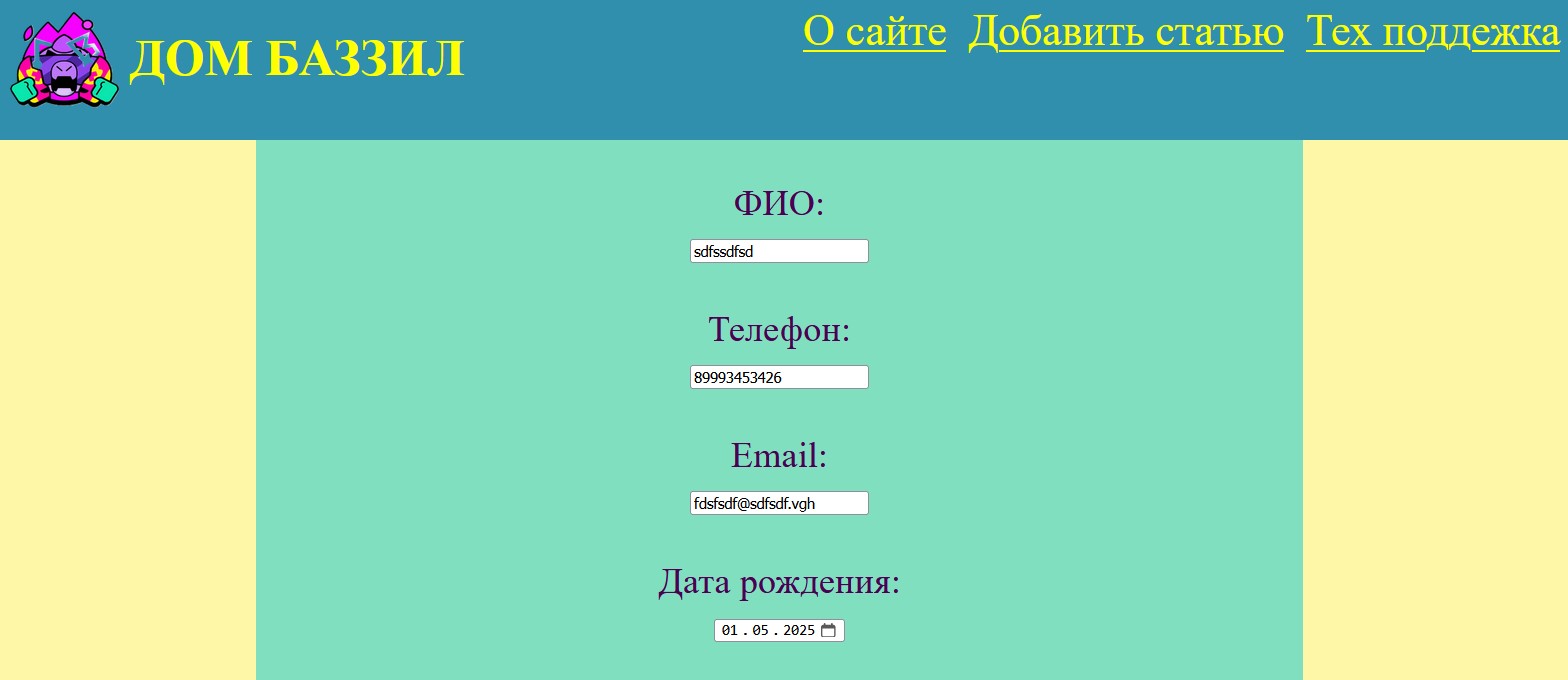 ДОМ БАЗЗИЛ
О сайте Добавить статью Тех поддежка
ФИО:
sdfssdfsd
Телефон:
89993453426
Email:
fdsfsdf@sdfsdf.vgh
Дата рождения:
01.05.2025